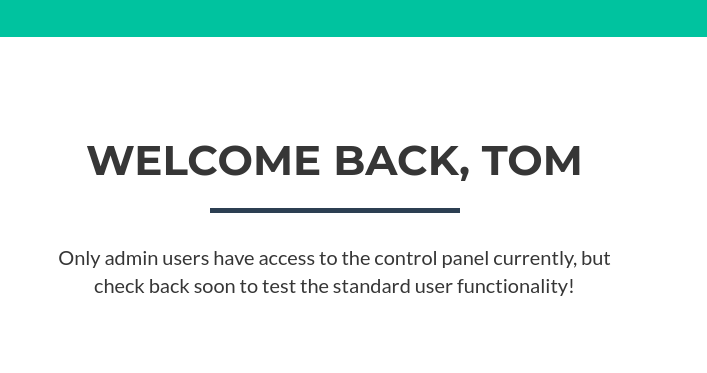 WELCOME BACK, TOM
Only admin users have access to the control panel currently, but
check back soon to test the standard user functionality!